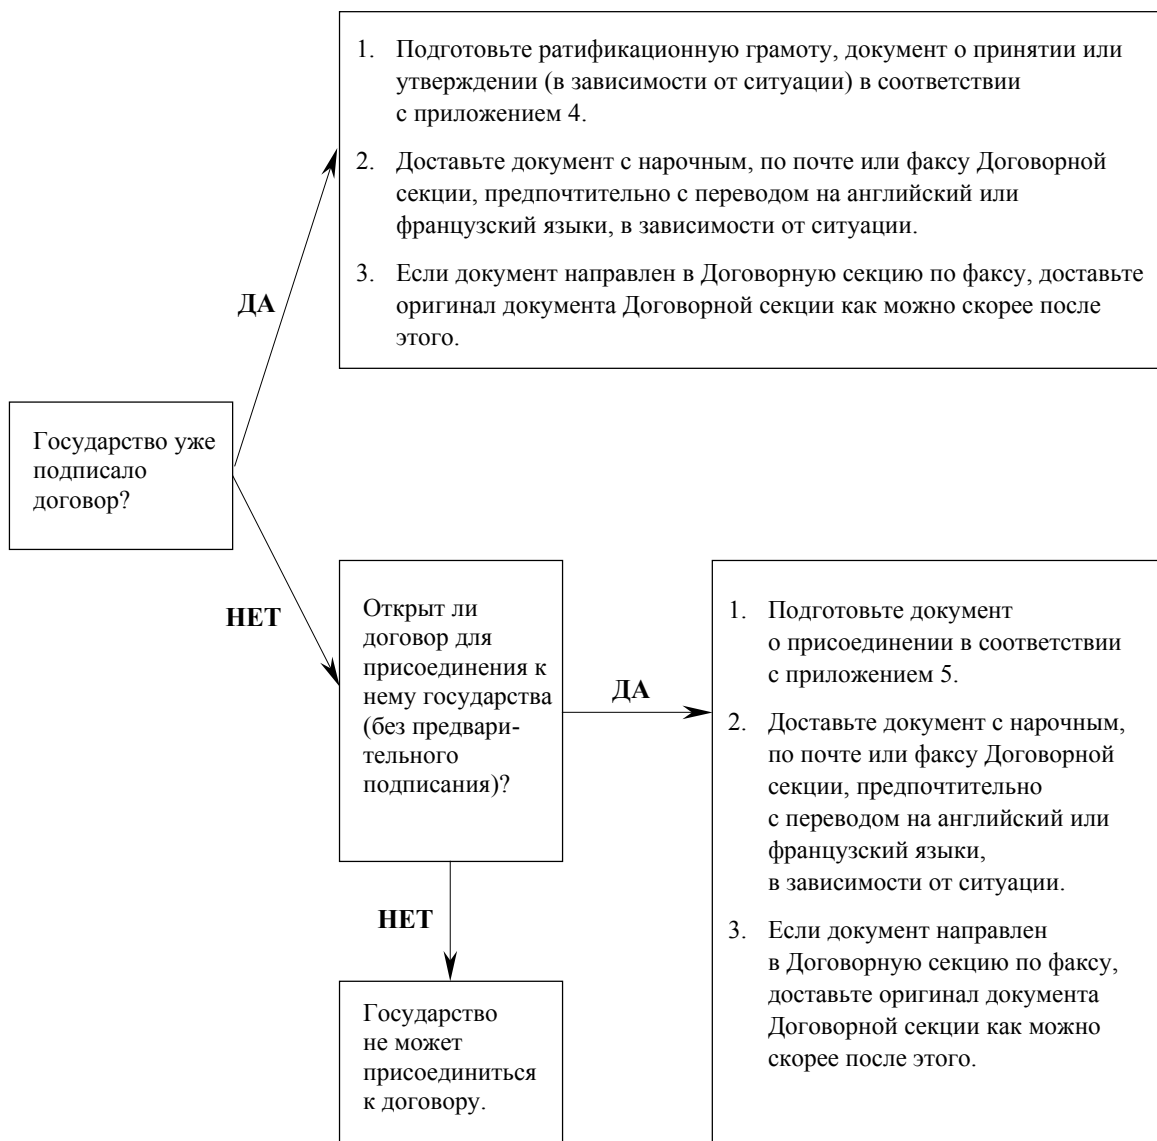 1. Подготовьте ратификационную грамоту, документ о принятии или
утверждении (в зависимости от ситуации) в соответствии
с приложением 4.
2. Доставьте документ с нарочным, по почте или факсу Договорной
секции, предпочтительно с переводом на английский или
французский языки, в зависимости от ситуации.
3. Если документ направлен в Договорную секцию по факсу, доставьте
оригинал документа Договорной секции как можно скорее после
этого.
ДА
Государство уже
подписало
договор?
НЕТ
Открыт ли
договор для
присоединения к
нему государства
(без предвари-
тельного
подписания)?
ДА
1. Подготовьте документ
о присоединении в соответствии
с приложением 5.
2. Доставьте документ с нарочным,
по почте или факсу Договорной
секции, предпочтительно
с переводом на английский или
французский языки,
в зависимости от ситуации.
3. Если документ направлен
в Договорную секцию по факсу,
доставьте оригинал документа
Договорной секции как можно
скорее после этого.
НЕТ
Государство
не может
присоединиться
к договору.